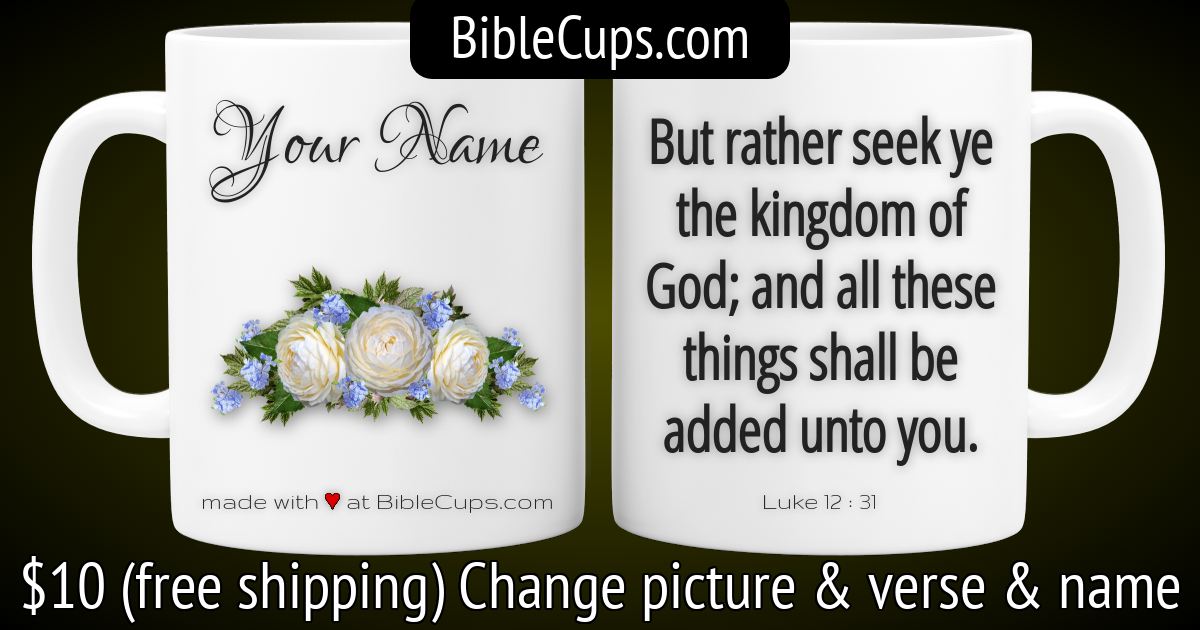 BibleCups.com
Your Name
made with ♥ at BibleCups.com
But rather seek ye
the kingdom of
God; and all these
things shall be
added unto you.
Luke 12 : 31
$10 (free shipping) Change picture & verse & name